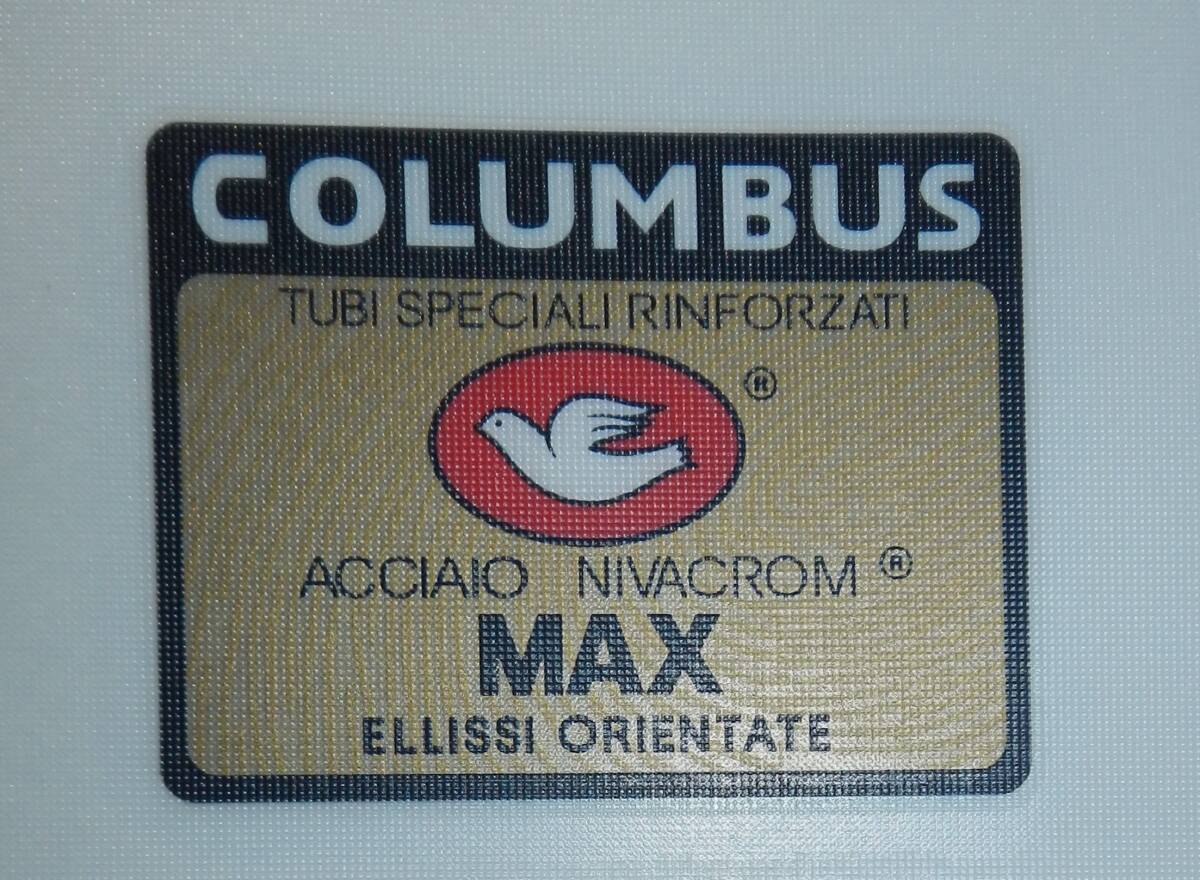 COLUMBUS
TUBI SPECIALI RINFORZATI
®
ACCIAIO NIVACROM ®
MAX
ELLISSI ORIENTATE